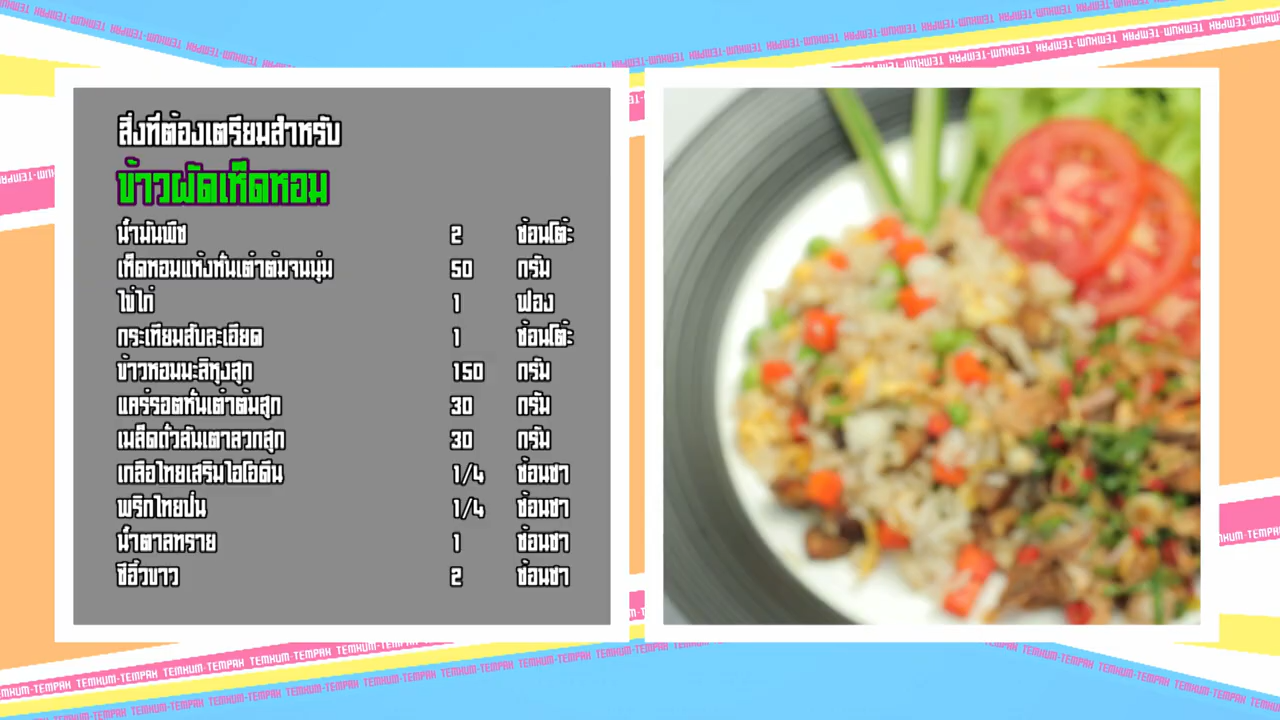 สิ่งที่ต้องเตรียมสำหรับ
ข้าวผัดเห็ดหอม
น้ำมันพืช 2 ช้อนโต๊ะ
เห็ดหอมแห้งหั่นเต๋าต้มจนนุ่ม 50 กรัม
ไข่ไก่ 1 ฟอง
กระเทียมสับละเอียด 1 ช้อนโต๊ะ
ข้าวหอมมะลิหุงสุก 150 กรัม
แคร์รอตหั่นเต๋าต้มสุก 30 กรัม
เมล็ดถั่วลันเตาลวกสุก 30 กรัม
เกลือไทยเสริมไอโอดีน 1/4 ช้อนชา
พริกไทยป่น 1/4 ช้อนชา
น้ำตาลทราย 1 ช้อนชา
ซีอิ๊วขาว 2 ช้อนชา
TEMKUM-TEMPAK TEMKUM-TEMPAK TEMKUM-TEMPAK TEMKUM-TEMPAK